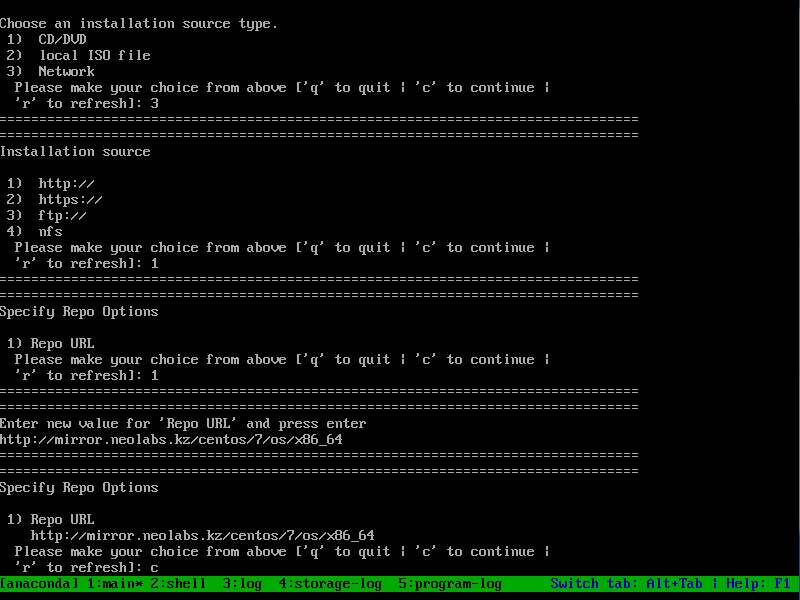 Choose an installation source type.
1) CD/DVD
2) local ISO file
3) Network
Please make your choice from above ['q' to quit | 'c' to continue |
'r' to refresh]: 3
================================================================================
================================================================================
Installation source
1) http://
2) https://
3) ftp://
4) nfs
Please make your choice from above ['q' to quit | 'c' to continue |
'r' to refresh]: 1
================================================================================
================================================================================
Specify Repo Options
1) Repo URL
Please make your choice from above ['q' to quit | 'c' to continue |
'r' to refresh]: 1
================================================================================
================================================================================
Enter new value for 'Repo URL' and press enter
http://mirror.neolabs.kz/centos/7/os/x86_64
================================================================================
================================================================================
Specify Repo Options
1) Repo URL
http://mirror.neolabs.kz/centos/7/os/x86_64
Please make your choice from above ['q' to quit | 'c' to continue |
'r' to refresh]: c
[anaconda] 1:main* 2:shell 3:log 4:storage-log 5:program-log Switch tab: Alt+Tab | Help: F1